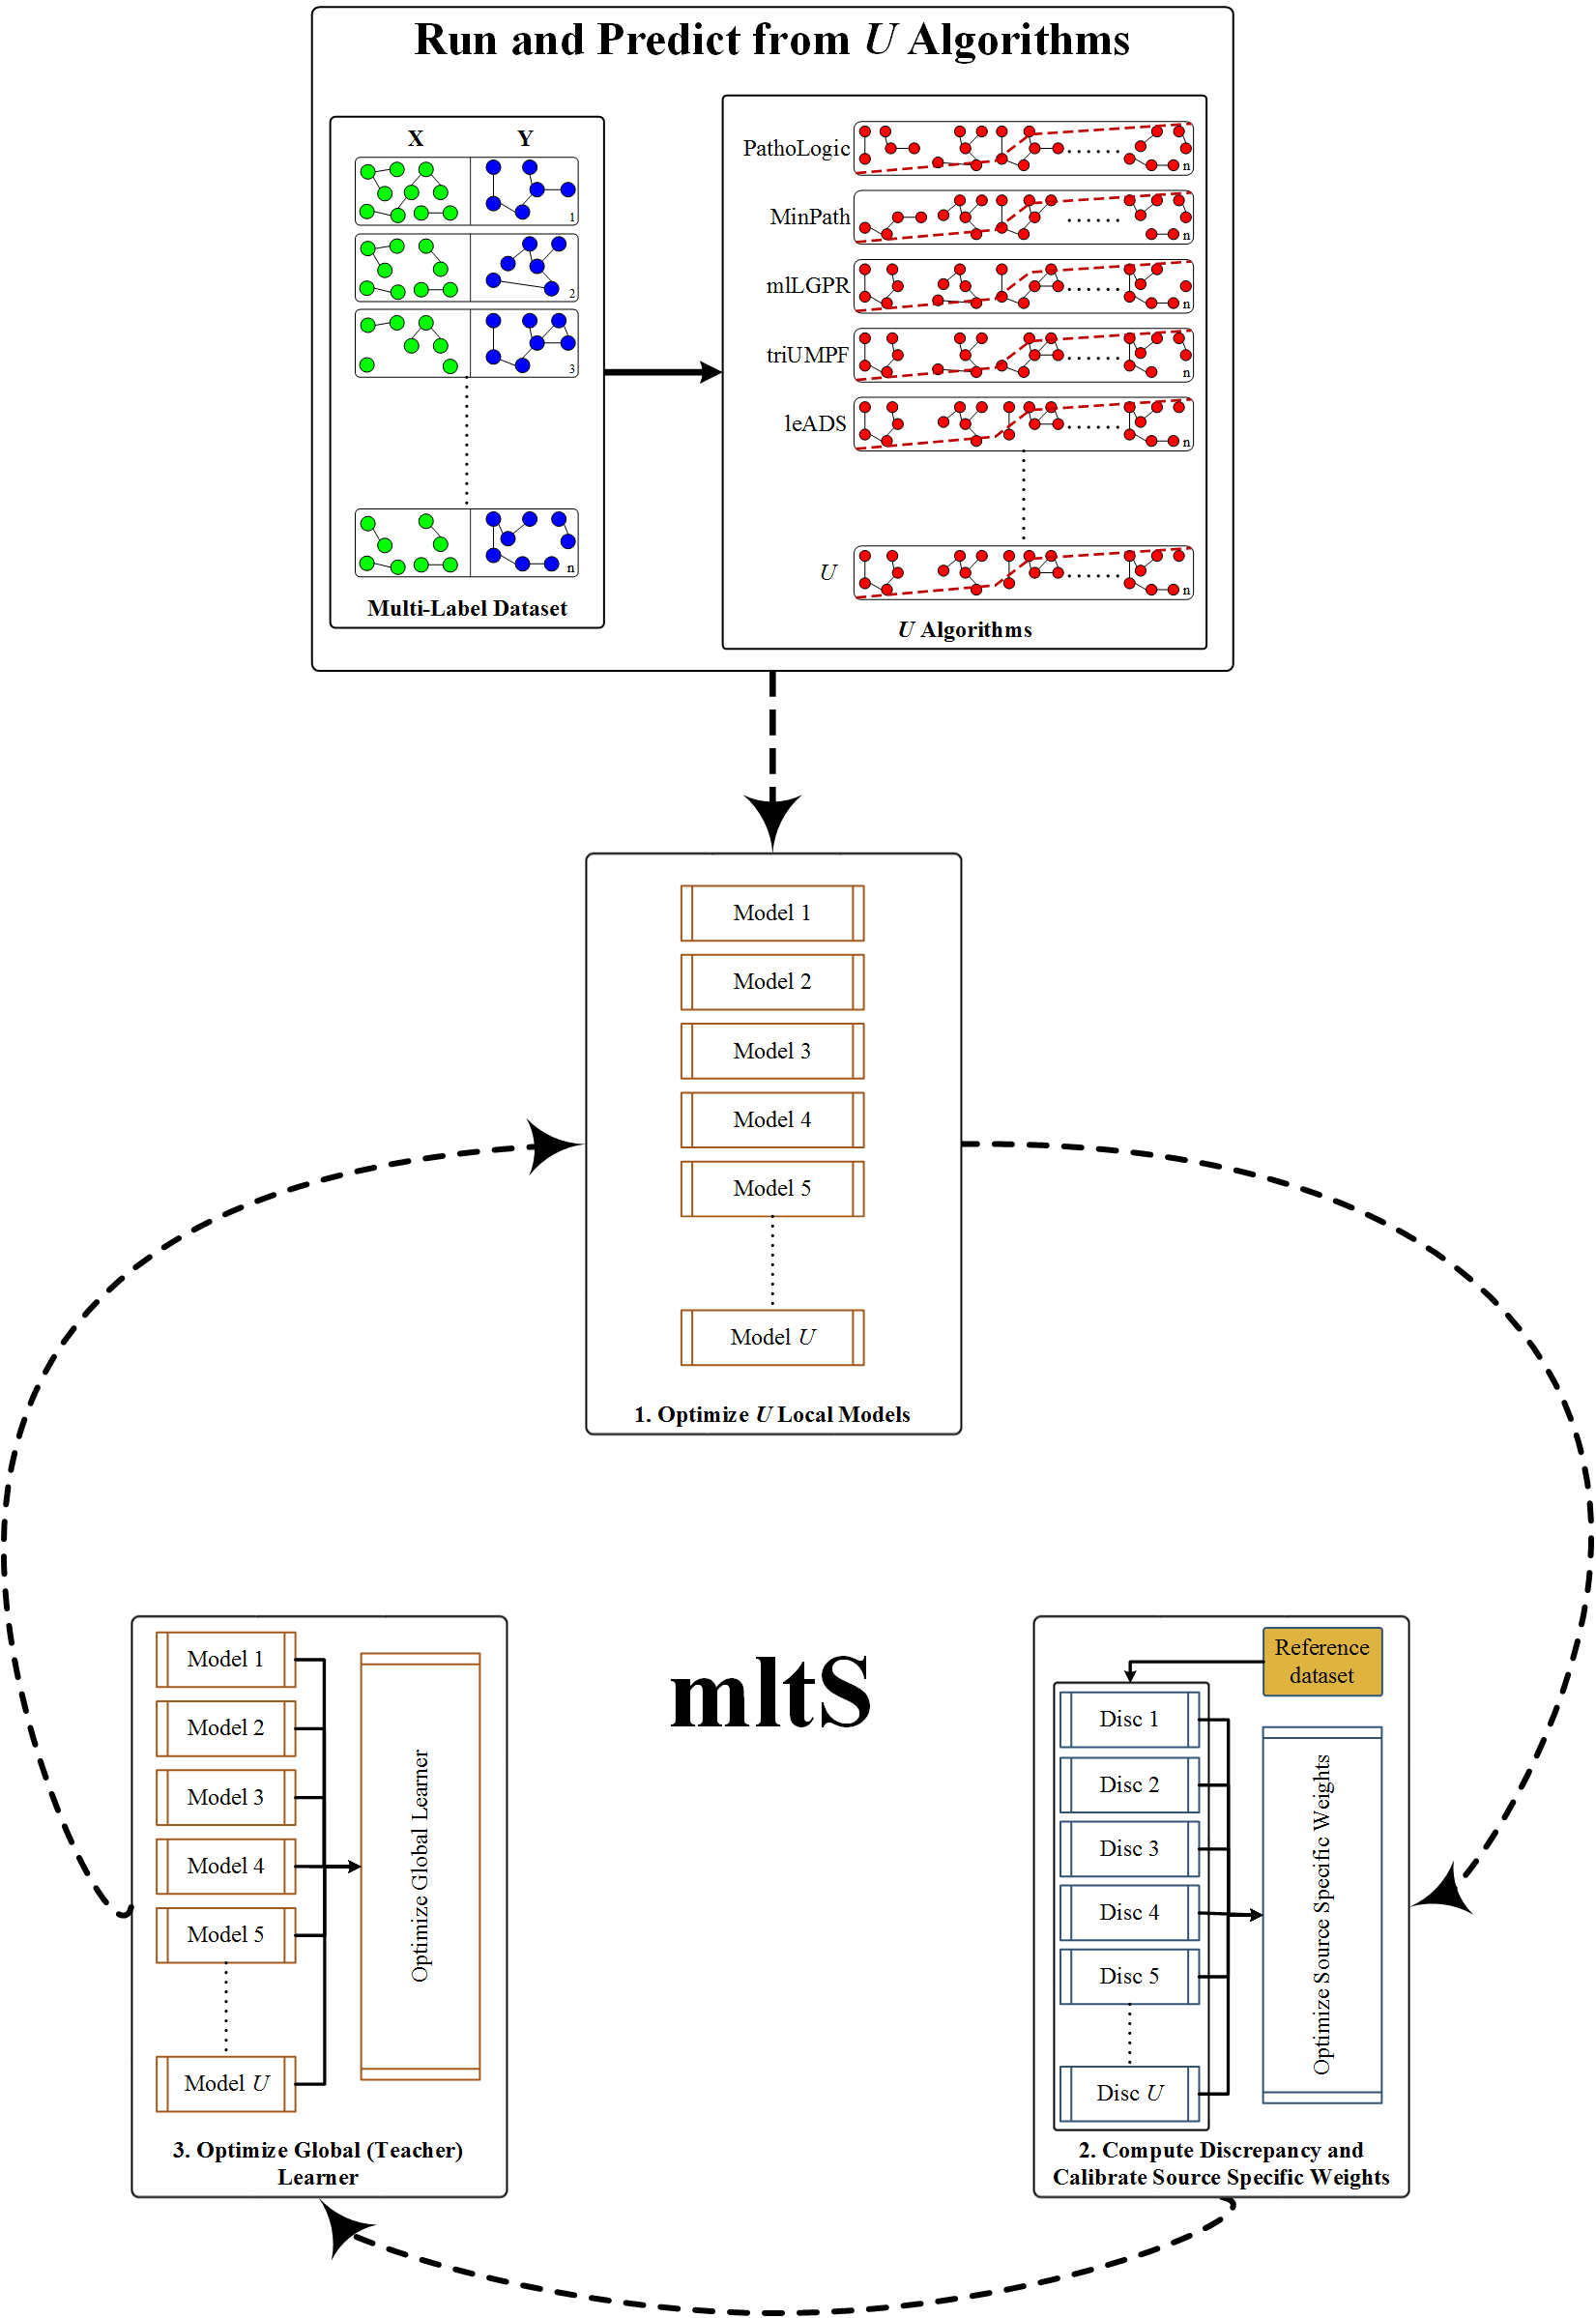 Run and Predict from U Algorithms
X Y
1
2
3
n
Multi-Label Dataset
PathoLogic
n
MinPath
n
mlLGPR
n
triUMPF
n
leADS
n
U
n
U Algorithms
Model 1
Model 2
Model 3
Model 4
Model 5
Model U
1. Optimize U Local Models
mltS
Model 1
Model 2
Model 3
Model 4
Model 5
Model U
Optimize Global Learner
3. Optimize Global (Teacher)
Learner
Reference
dataset
Disc 1
Disc 2
Disc 3
Disc 4
Disc 5
Disc U
Optimize Source Specific Weights
2. Compute Discrepancy and
Calibrate Source Specific Weights